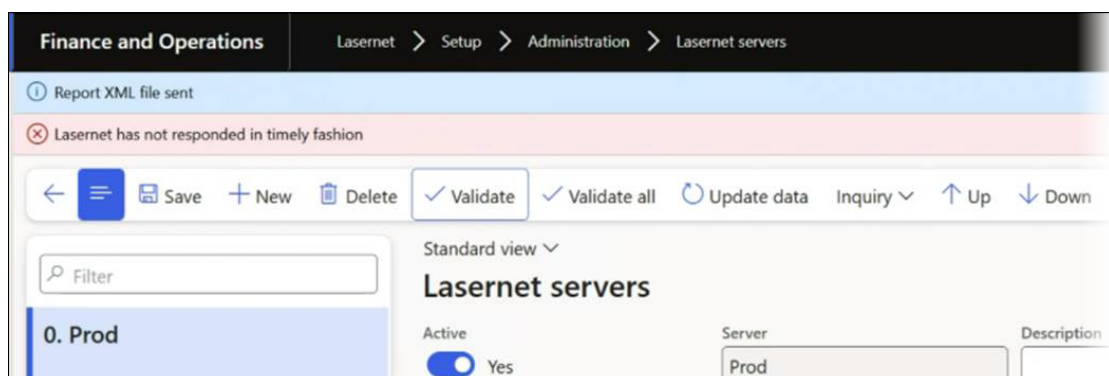 Finance and Operations Lasernet > Setup > Administration > Lasernet servers
Report XML file sent
Lasernet has not responded in timely fashion
Save New Delete Validate Validate all Update data Inquiry Up Down
Standard view
Filter
Lasernet servers
0. Prod
Active Server Description
Yes Prod